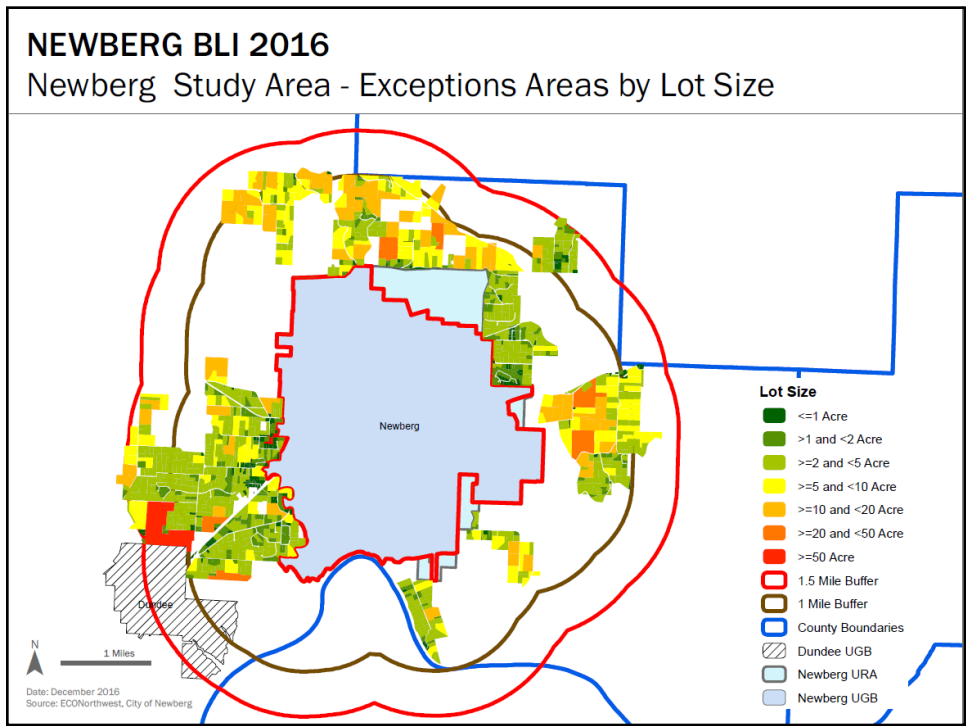 NEWBERG BLI 2016
Newberg Study Area - Exceptions Areas by Lot Size
Newberg
Dundee
Lot Size
<=1 Acre
>1 and <2 Acre
>=2 and <5 Acre
>=5 and <10 Acre
>=10 and <20 Acre
>=20 and <50 Acre
>=50 Acre
1.5 Mile Buffer
1 Mile Buffer
County Boundaries
Dundee UGB
Newberg URA
Newberg UGB
N
1 Miles
Date: December 2016
Source: ECONorthwest, City of Newberg